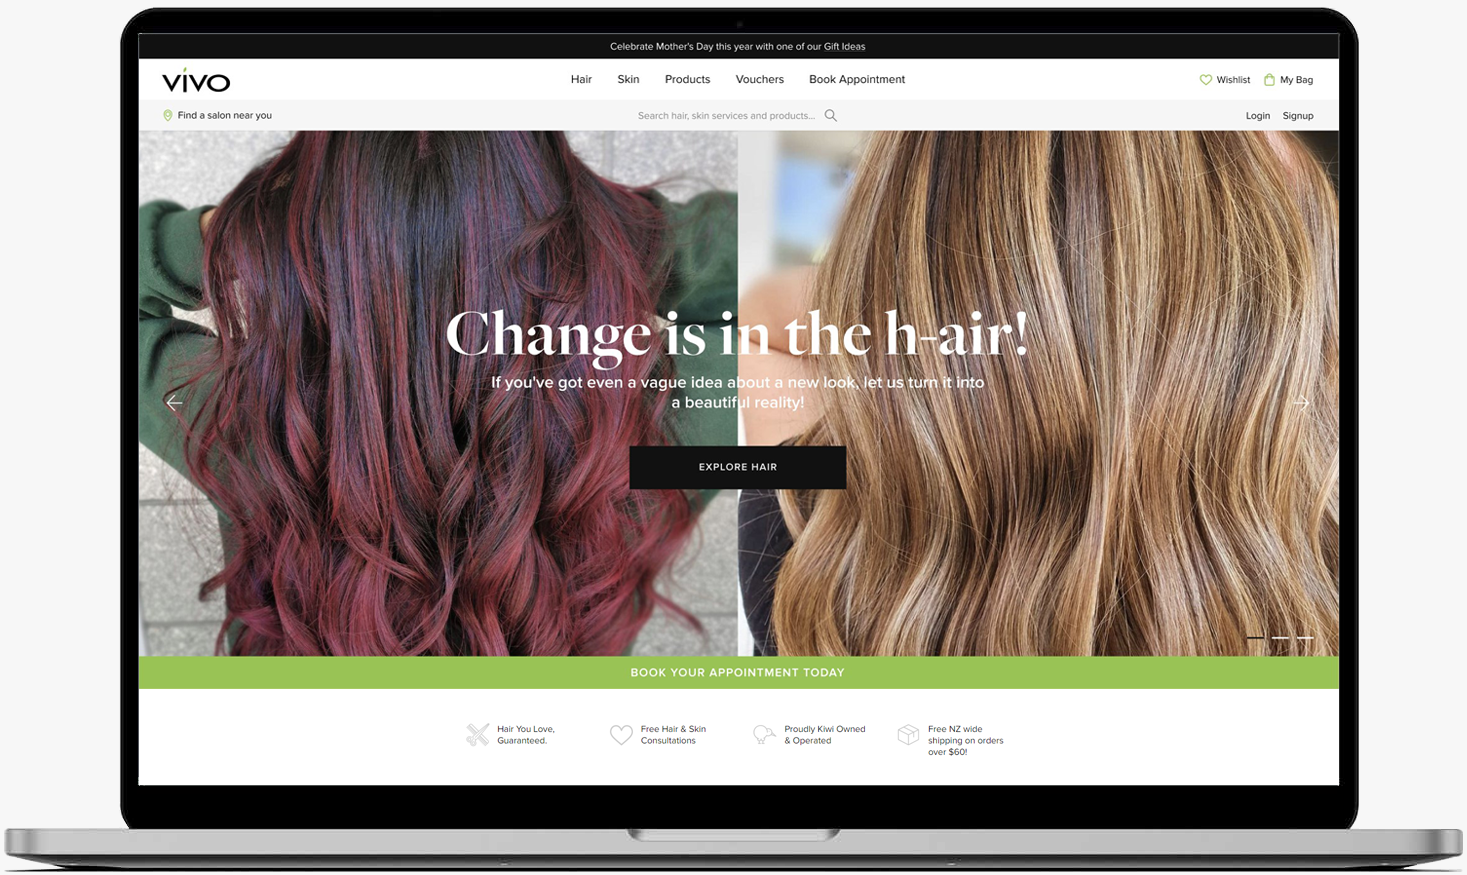 Celebrate Mother's Day this year with one of our Gift Ideas
vivo
Hair Skin Products Vouchers Book Appointment
Wishlist My Bag
Find a salon near you
Search hair, skin services and products...
Login Signup
Change is in the h-air!
If you've got even a vague idea about a new look, let us turn it into
a beautiful reality!
EXPLORE HAIR
BOOK YOUR APPOINTMENT TODAY
Hair You Love,
Guaranteed.
Free Hair & Skin
Consultations
Proudly Kiwi Owned
& Operated
Free NZ wide
shipping on orders
over $60!